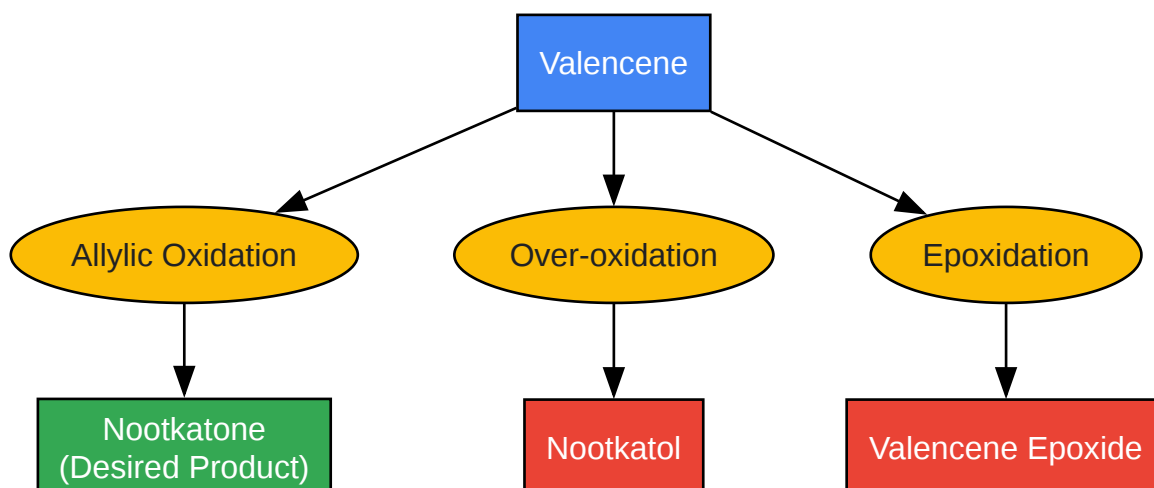 Valencene
Allylic Oxidation
Over-oxidation
Epoxidation
Nootkatone
(Desired Product)
Nootkatol
Valencene Epoxide